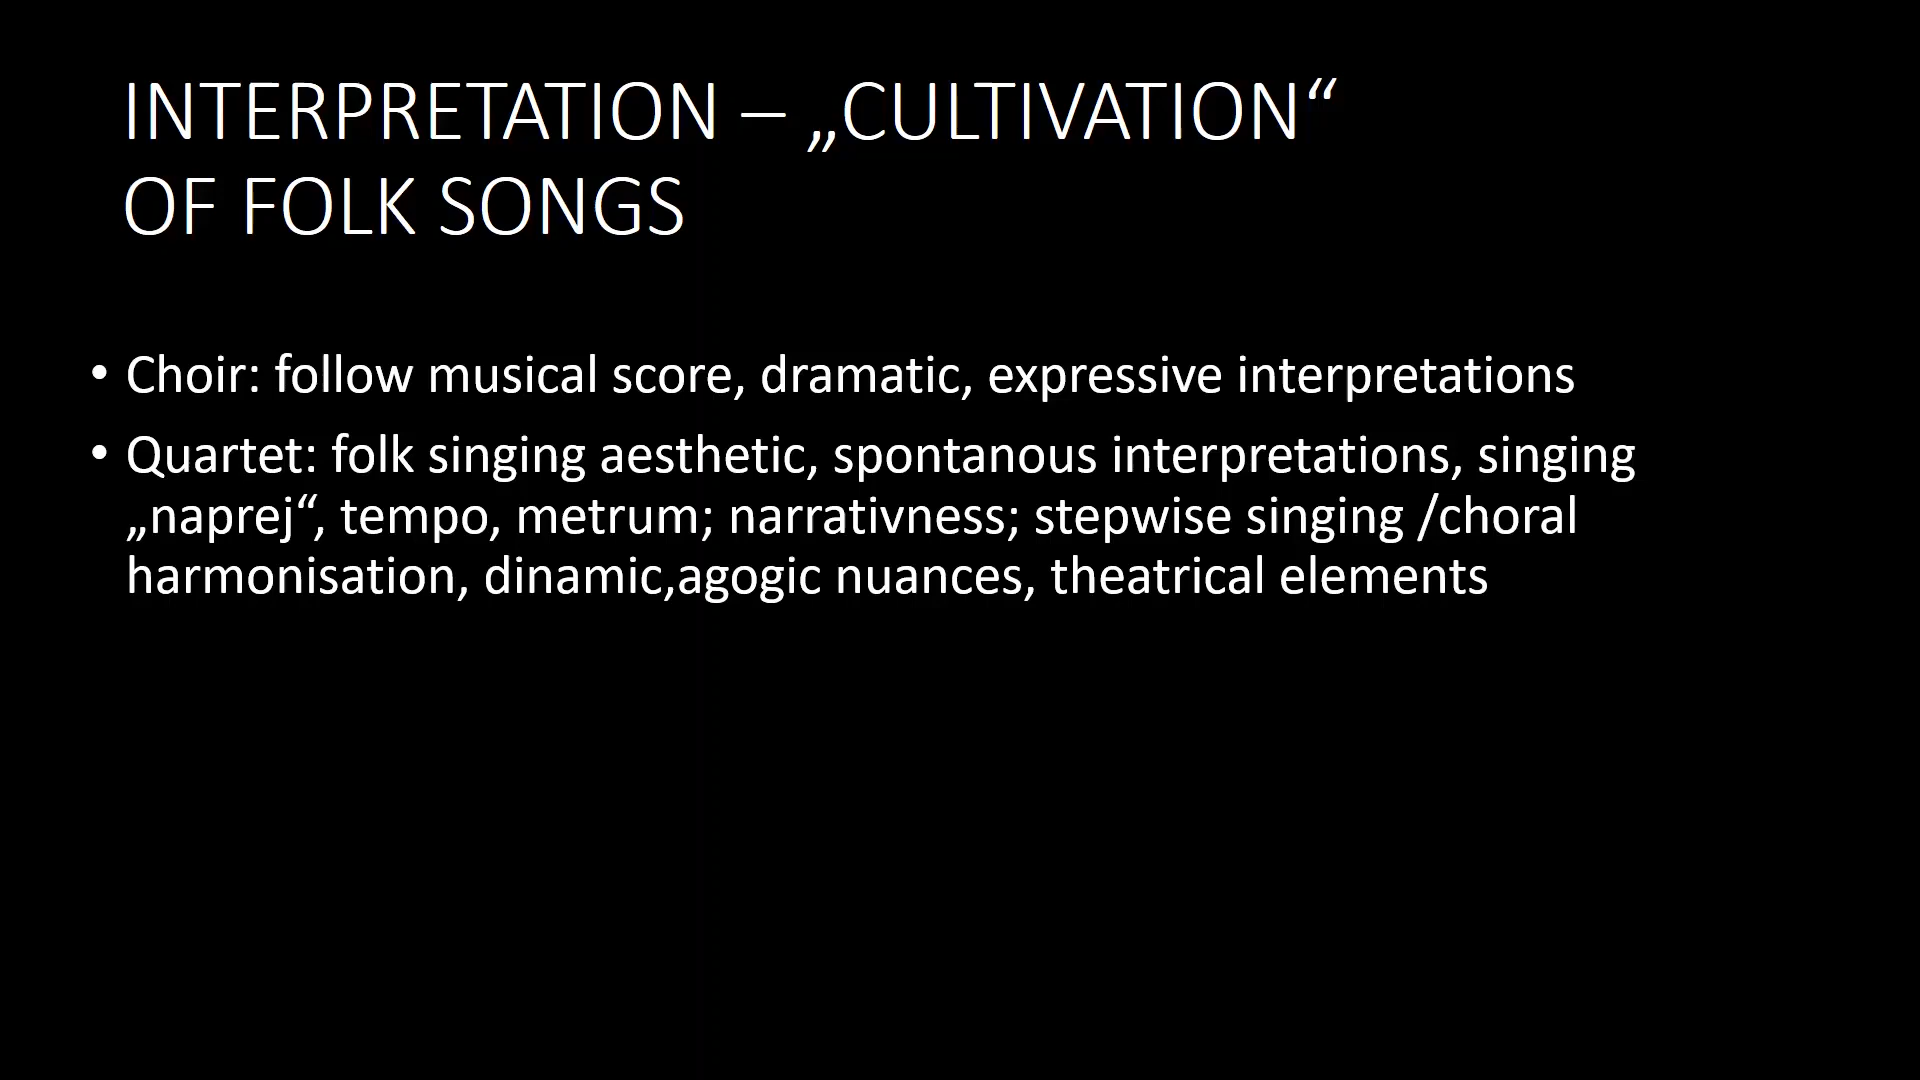 INTERPRETATION – „CULTIVATION“
OF FOLK SONGS
• Choir: follow musical score, dramatic, expressive interpretations
• Quartet: folk singing aesthetic, spontanous interpretations, singing
„naprej“, tempo, metrum; narrativness; stepwise singing /choral
harmonisation, dinamic,agogic nuances, theatrical elements